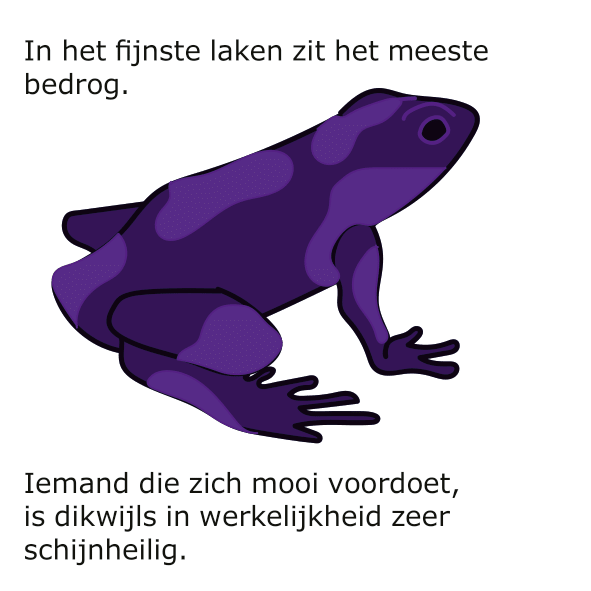 In het fijnste laken zit het meeste
bedrog.
Iemand die zich mooi voordoet,
is dikwijls in werkelijkheid zeer
schijnheilig.